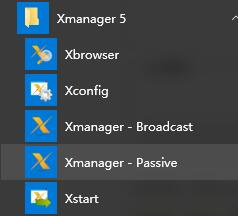 Xmanager 5
Xbrowser
Xconfig
Xmanager - Broadcast
Xmanager - Passive
Xstart